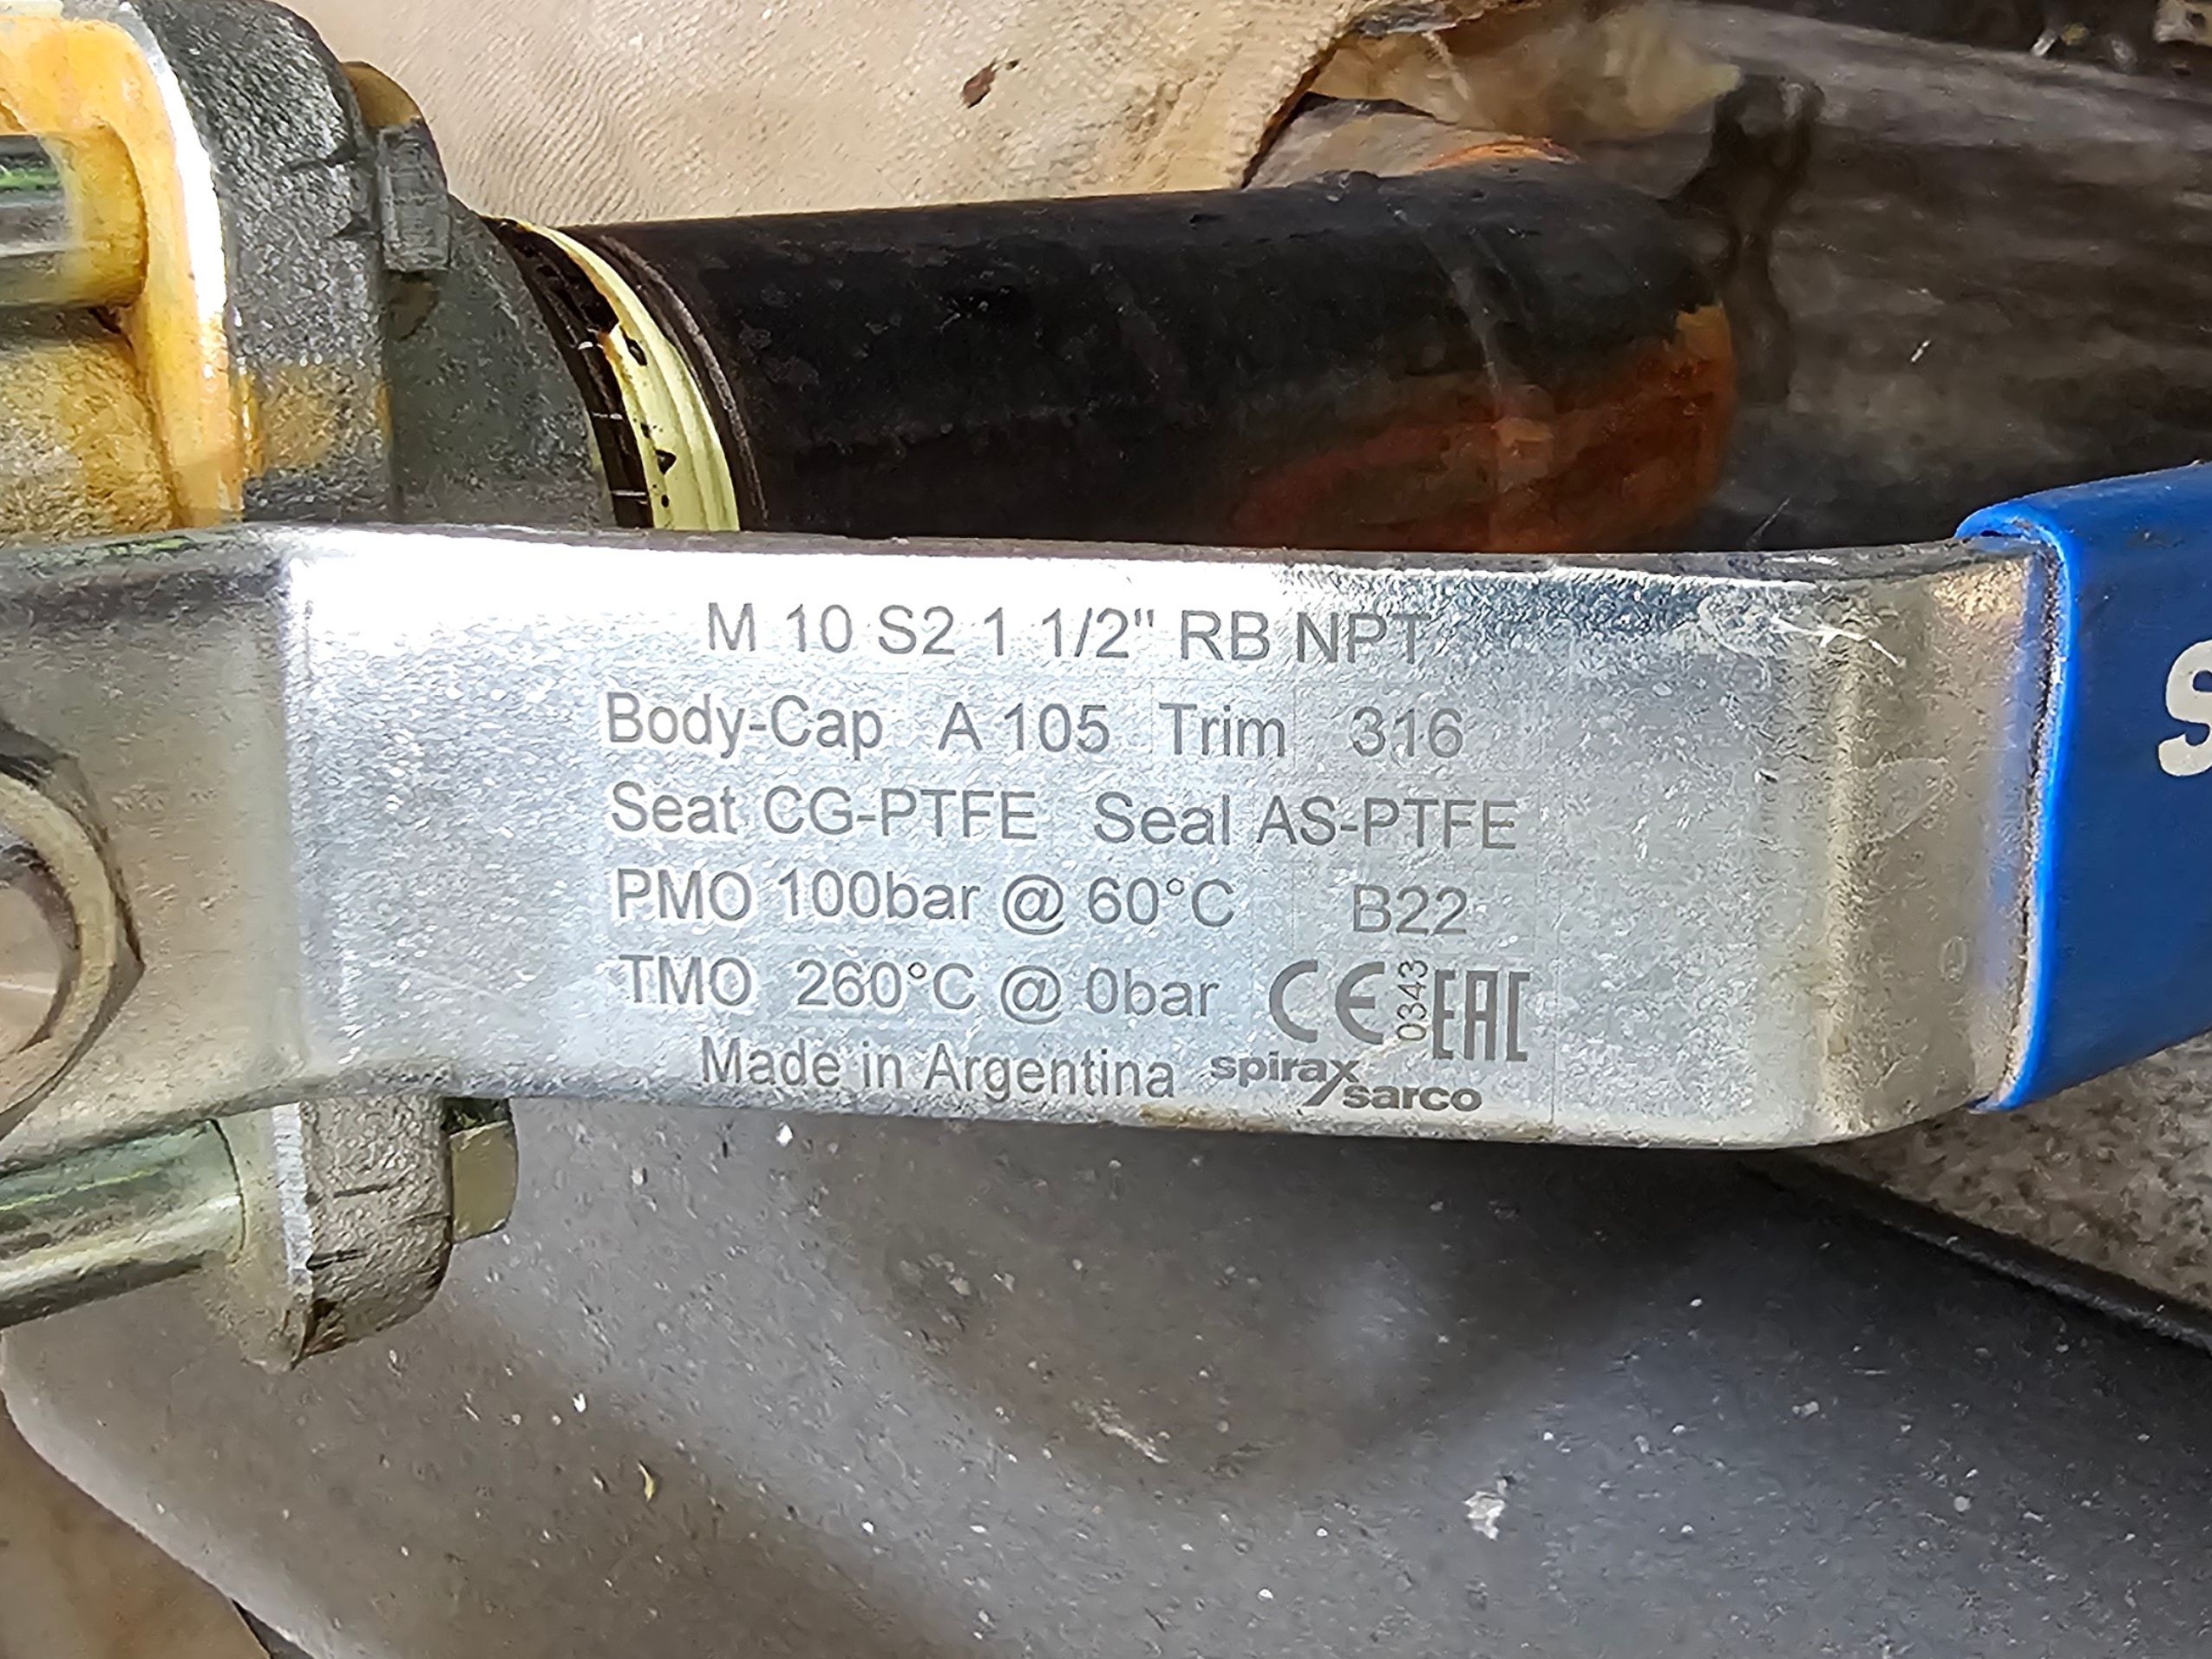 M 10 S2 1 1/2" RB NPT
Body-Cap A 105 Trim 316
Seat CG-PTFE Seal AS-PTFE
PMO 100bar @ 60°C B22
TMO 260°C @ 0bar CE 0343 EAC
Made in Argentina spirax sarco
S